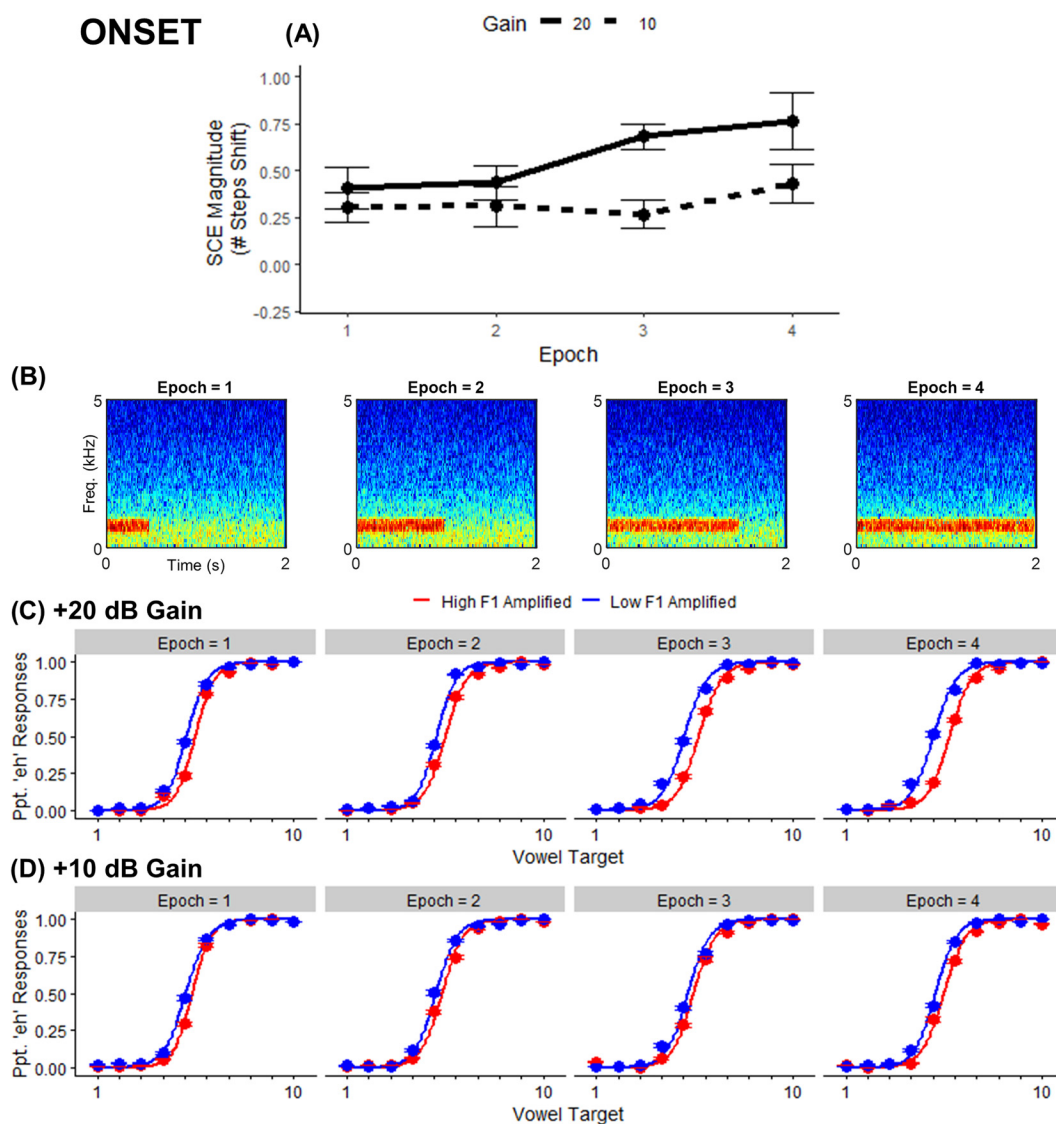 ONSET
(A)
Gain 20 10
1.00
0.75
0.50
0.25
0.00
-0.25
SCE Magnitude
(# Steps Shift)
1 2 3 4
Epoch
(B)
Epoch = 1 Epoch = 2 Epoch = 3 Epoch = 4
5 5 5 5
Freq. (kHz)
0 0 0 0
0 Time (s) 2 0 2 0 2 0 2
(C) +20 dB Gain
High F1 Amplified Low F1 Amplified
Epoch = 1 Epoch = 2 Epoch = 3 Epoch = 4
1.00
0.75
0.50
0.25
0.00
Ppt. 'eh' Responses
1 10 1 10 1 10 1 10
Vowel Target
(D) +10 dB Gain
Epoch = 1 Epoch = 2 Epoch = 3 Epoch = 4
1.00
0.75
0.50
0.25
0.00
Ppt. 'eh' Responses
1 10 1 10 1 10 1 10
Vowel Target